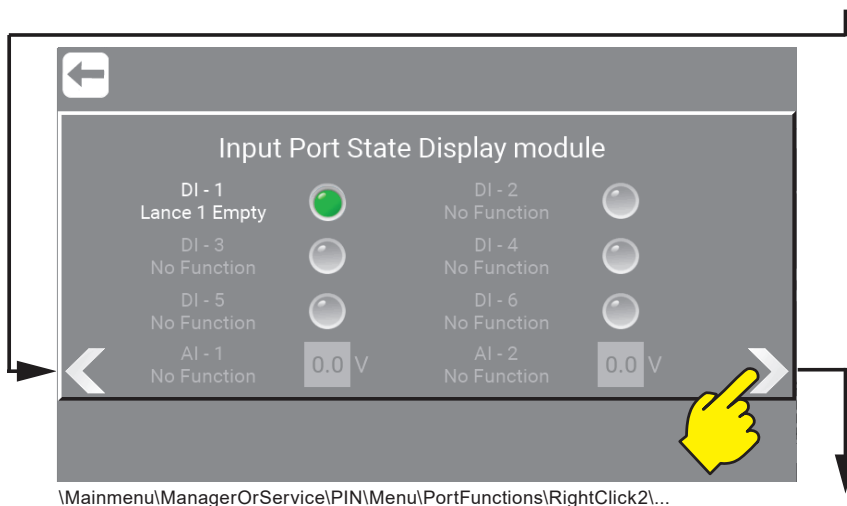 Input Port State Display module
DI - 1
Lance 1 Empty
DI - 2
No Function
DI - 3
No Function
DI - 4
No Function
DI - 5
No Function
DI - 6
No Function
AI - 1
No Function
0.0 V
AI - 2
No Function
0.0 V
\Mainmenu\ManagerOrService\PIN\Menu\PortFunctions\RightClick2\...